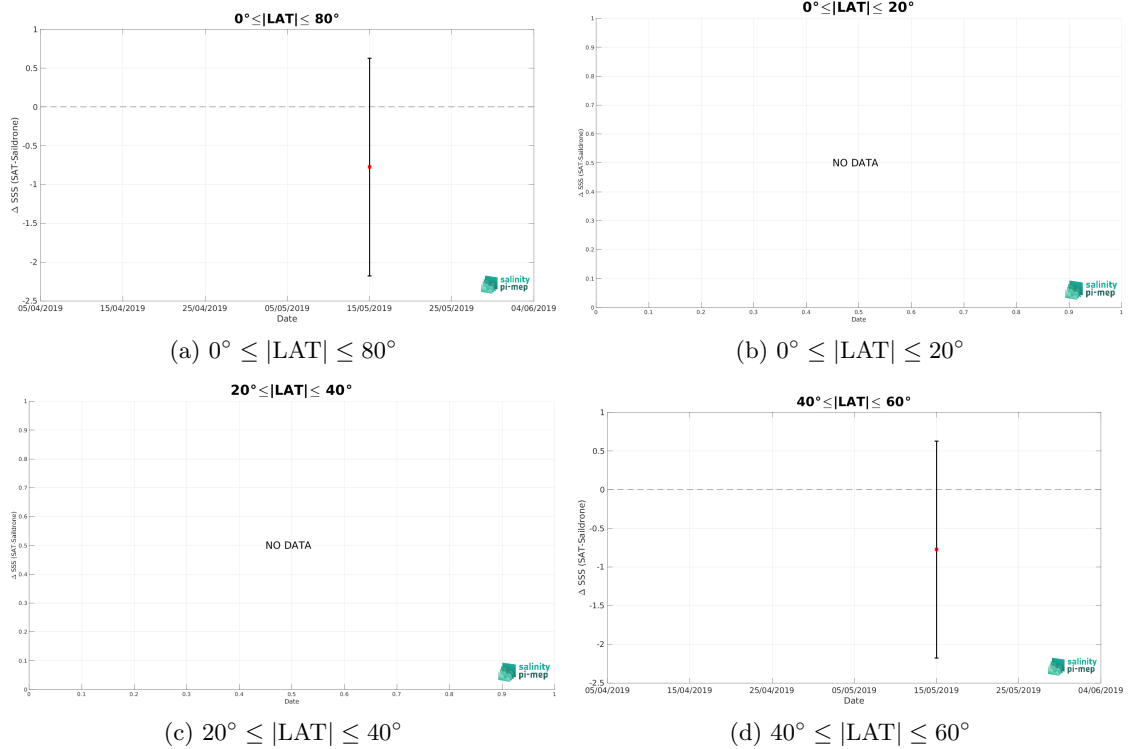 0°≤|LAT|≤ 80°
1
0.5
0
-0.5
-1
-1.5
-2
-2.5
Δ SSS (SAT-Saildrone)
05/04/2019 15/04/2019 25/04/2019 05/05/2019 15/05/2019 25/05/2019 04/06/2019
Date
salinity
pi-mep
(a) 0° ≤ |LAT| ≤ 80°
0°≤|LAT|≤ 20°
1
0.9
0.8
0.7
0.6
0.5
0.4
0.3
0.2
0.1
0
Δ SSS (SAT-Saildrone)
NO DATA
0 0.1 0.2 0.3 0.4 0.5 0.6 0.7 0.8 0.9 1
Date
salinity
pi-mep
(b) 0° ≤ |LAT| ≤ 20°
20°≤|LAT|≤ 40°
1
0.9
0.8
0.7
0.6
0.5
0.4
0.3
0.2
0.1
0
Δ SSS (SAT-Saildrone)
NO DATA
0 0.1 0.2 0.3 0.4 0.5 0.6 0.7 0.8 0.9 1
Date
salinity
pi-mep
(c) 20° ≤ |LAT| ≤ 40°
40°≤|LAT|≤ 60°
1
0.5
0
-0.5
-1
-1.5
-2
-2.5
Δ SSS (SAT-Saildrone)
05/04/2019 15/04/2019 25/04/2019 05/05/2019 15/05/2019 25/05/2019 04/06/2019
Date
salinity
pi-mep
(d) 40° ≤ |LAT| ≤ 60°